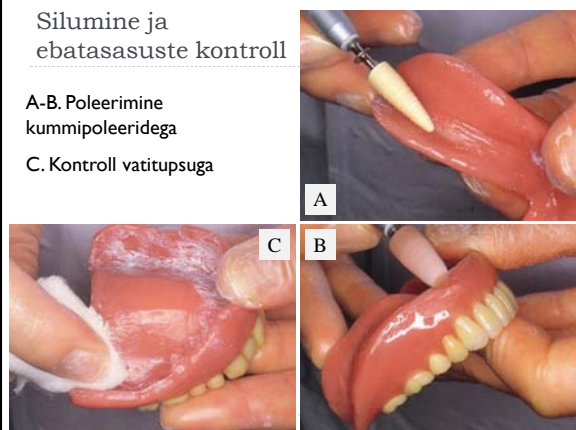 Silumine ja
ebatasasuste kontroll
A-B. Poleerimine
kummipoleeridega
C. Kontroll vatitupsuga
A
C
B